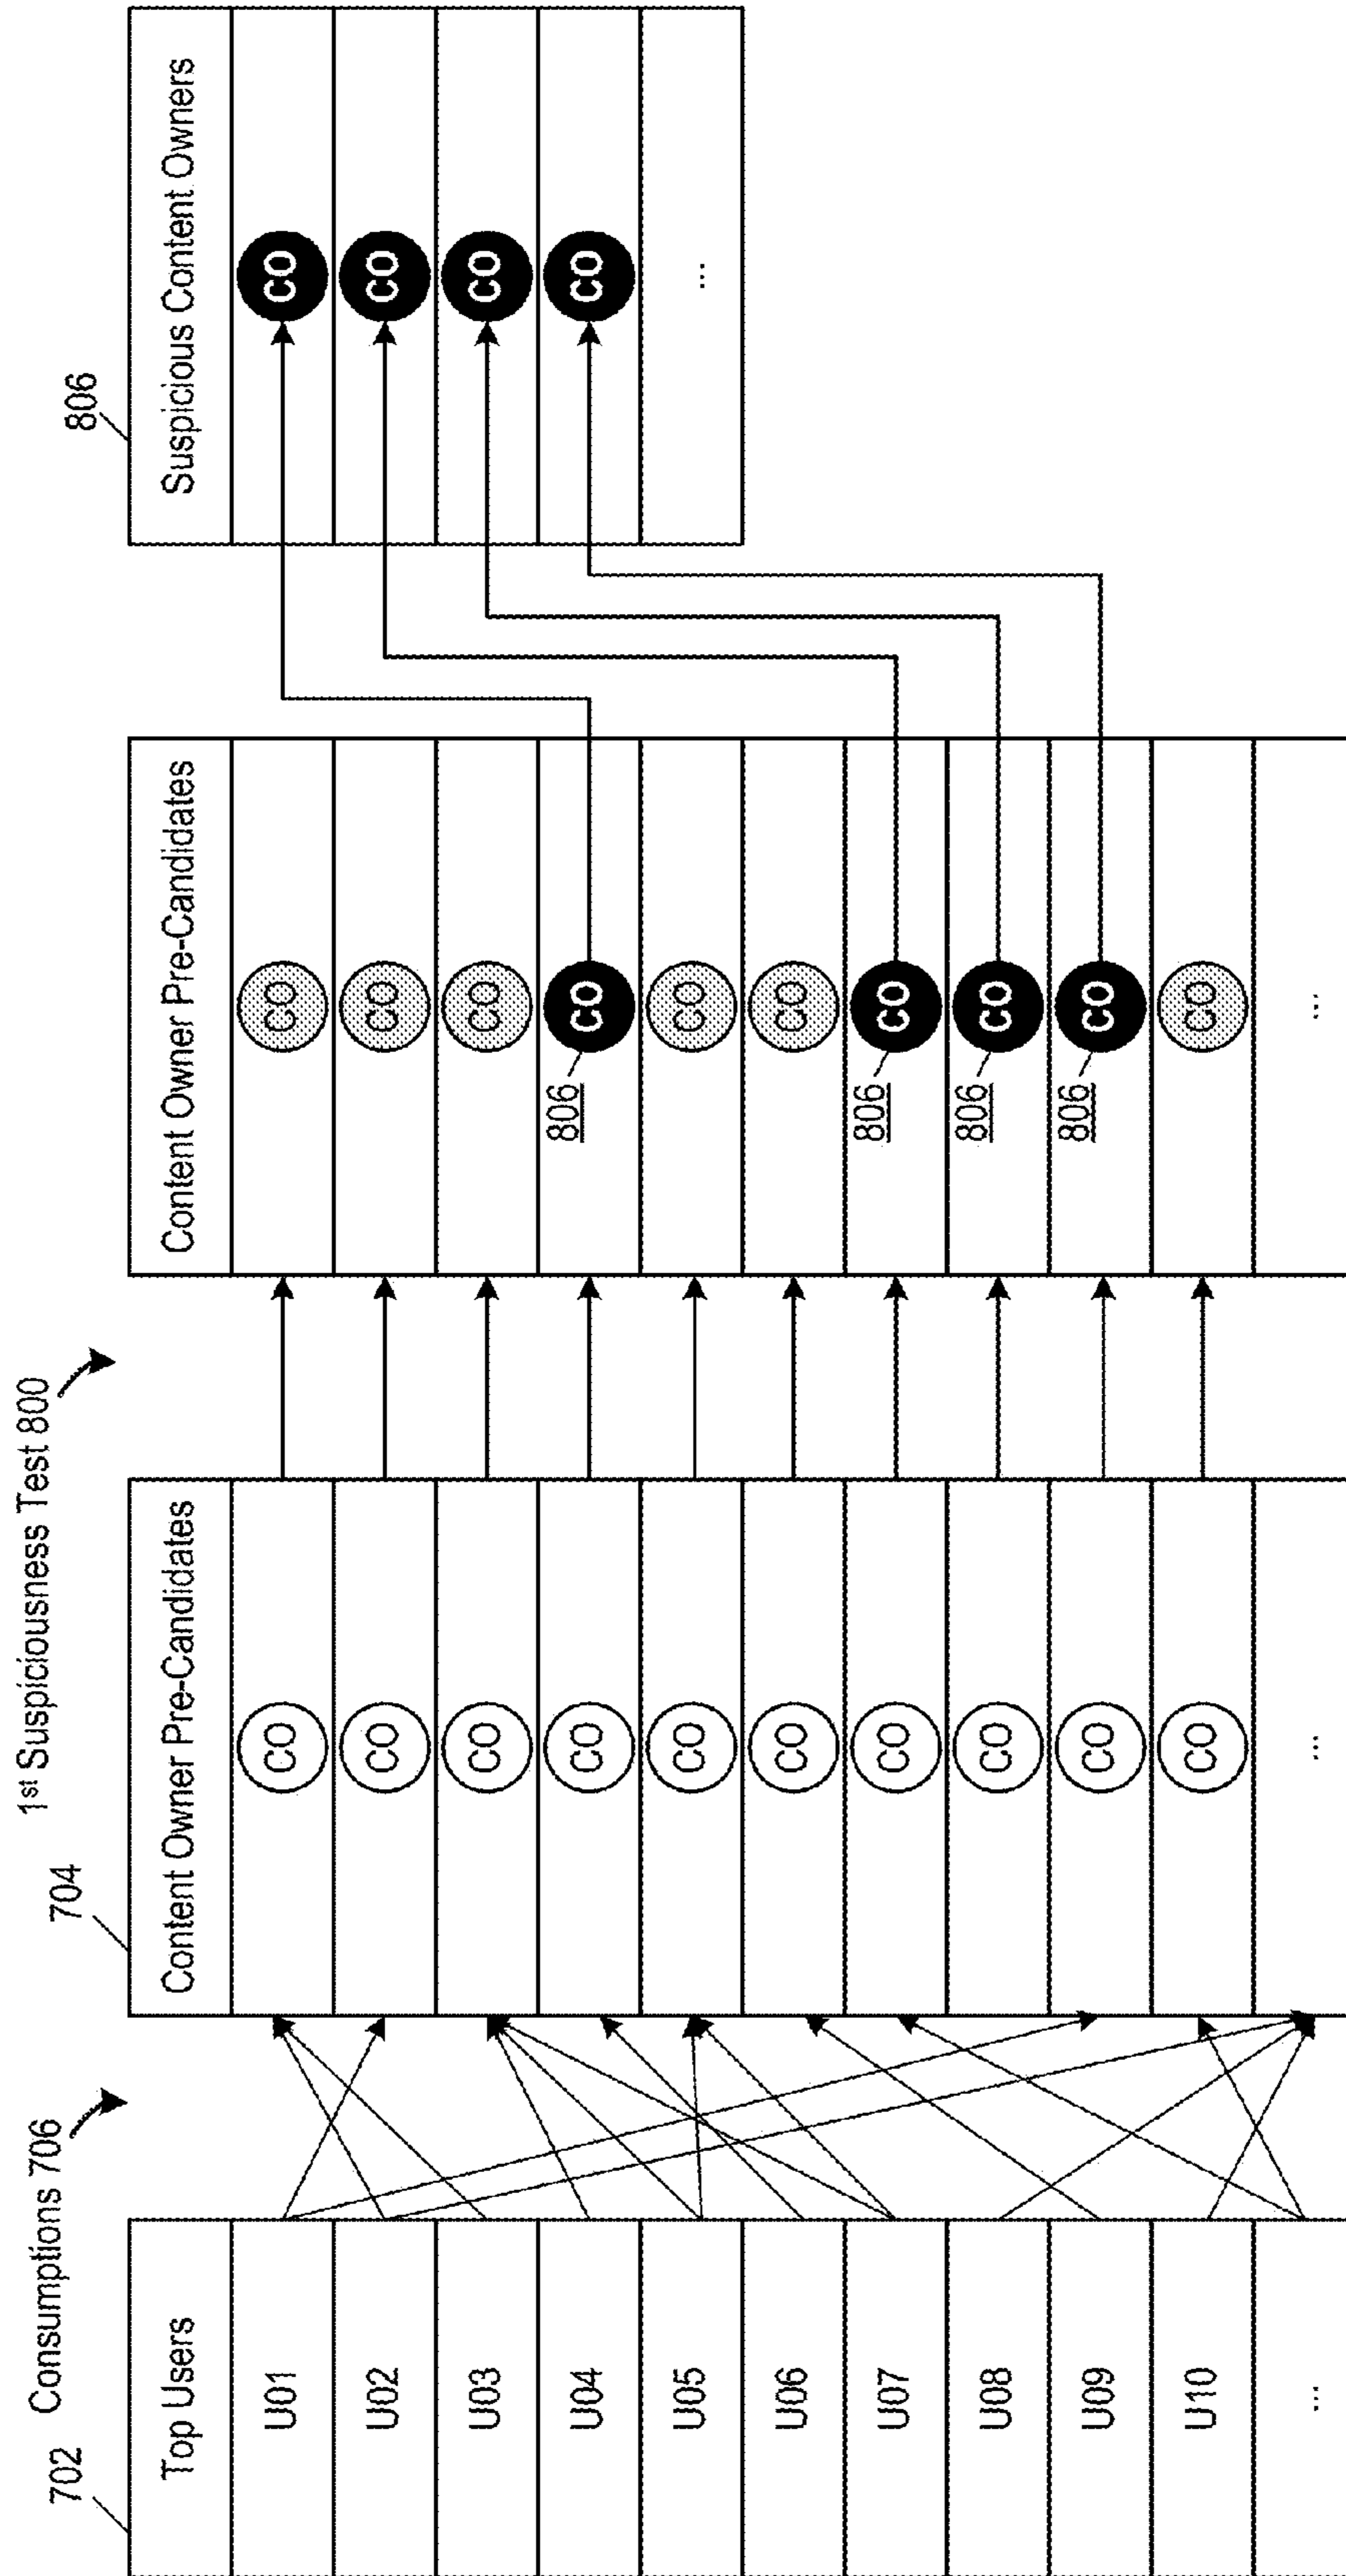 702
Consumptions 706
Top Users
U01
U02
U03
U04
U05
U06
U07
U08
U09
U10
...
704
1st Suspiciousness Test 800
Content Owner Pre-Candidates
CO
CO
CO
CO
CO
CO
CO
CO
CO
CO
...
Content Owner Pre-Candidates
CO
CO
CO
806
CO
CO
CO
806
CO
806
CO
806
CO
CO
...
806
Suspicious Content Owners
CO
CO
CO
CO
...